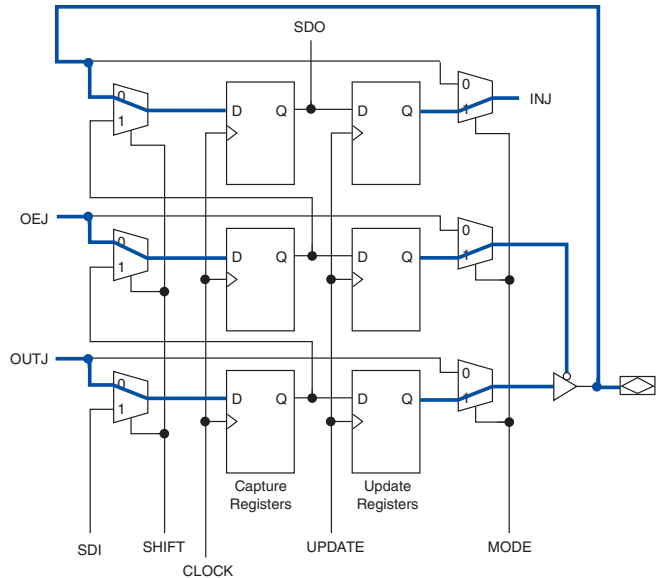 SDO
0
1
D Q
D Q
0
1
INJ
OEJ
0
1
D Q
D Q
0
1
OUTJ
0
1
D Q
D Q
0
1
Capture
Registers
Update
Registers
SDI
SHIFT
CLOCK
UPDATE
MODE